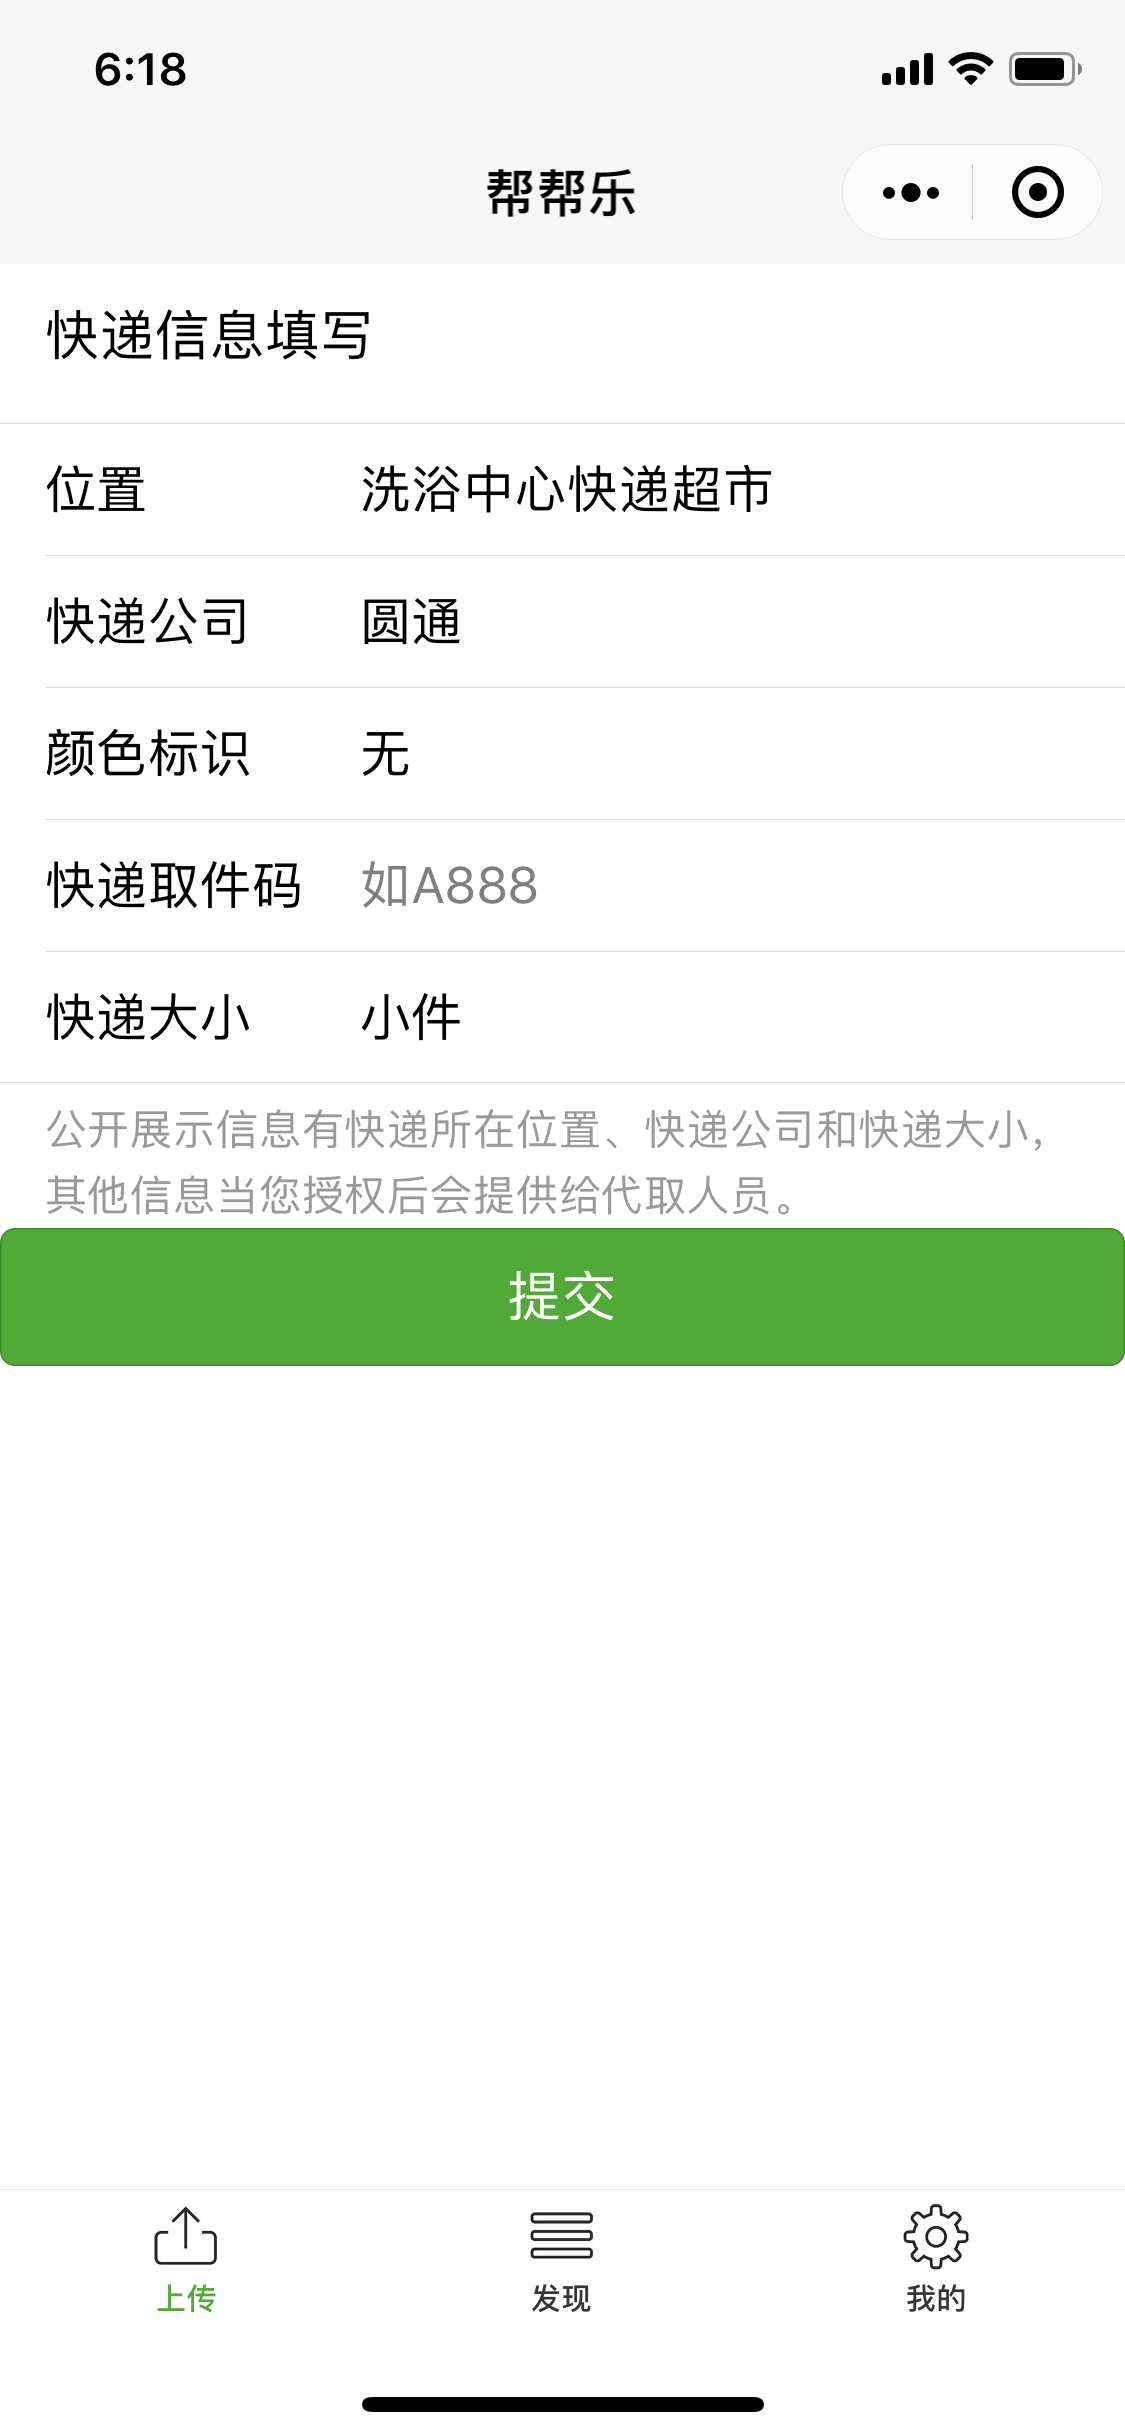 6:18
帮帮乐
快递信息填写
位置 洗浴中心快递超市
快递公司 圆通
颜色标识 无
快递取件码 如A888
快递大小 小件
公开展示信息有快递所在位置、快递公司和快递大小,
其他信息当您授权后会提供给代取人员。
提交
上传 发现 我的